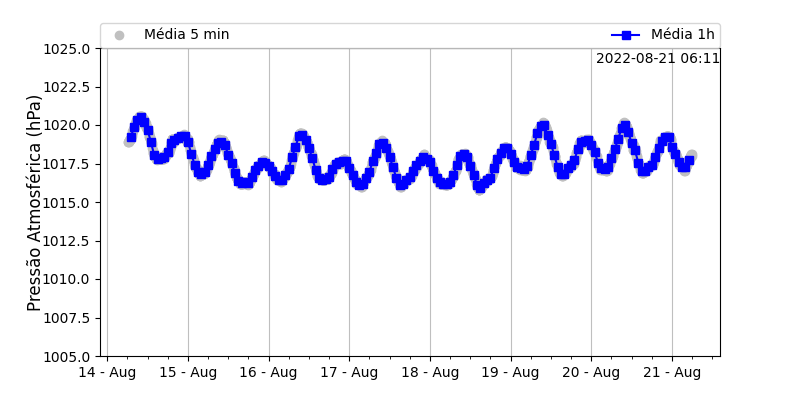 Média 5 min
Média 1h
2022-08-21 06:11
Pressão Atmosférica (hPa)
1025.0
1022.5
1020.0
1017.5
1015.0
1012.5
1010.0
1007.5
1005.0
14 - Aug 15 - Aug 16 - Aug 17 - Aug 18 - Aug 19 - Aug 20 - Aug 21 - Aug